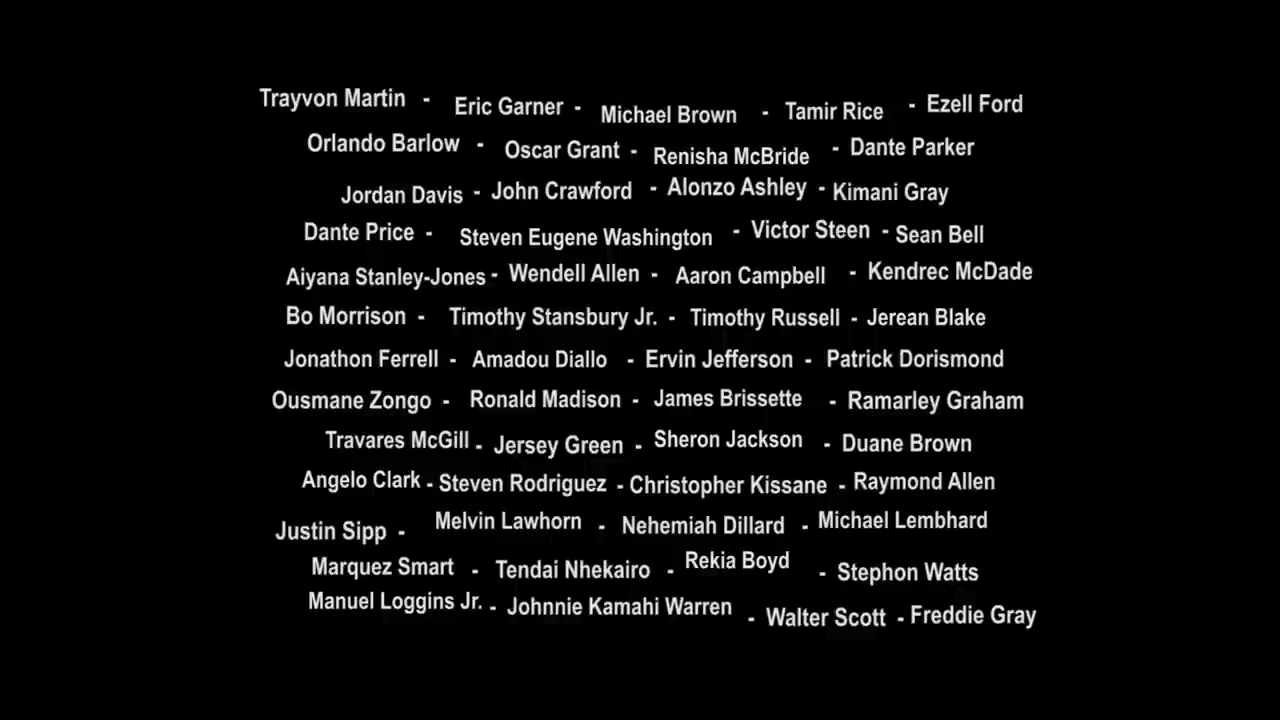 Trayvon Martin - Eric Garner - Michael Brown - Tamir Rice - Ezell Ford
Orlando Barlow - Oscar Grant - Renisha McBride - Dante Parker
Jordan Davis - John Crawford - Alonzo Ashley - Kimani Gray
Dante Price - Steven Eugene Washington - Victor Steen - Sean Bell
Aiyana Stanley-Jones - Wendell Allen - Aaron Campbell - Kendrec McDade
Bo Morrison - Timothy Stansbury Jr. - Timothy Russell - Jerean Blake
Jonathon Ferrell - Amadou Diallo - Ervin Jefferson - Patrick Dorismond
Ousmane Zongo - Ronald Madison - James Brissette - Ramarley Graham
Travares McGill - Jersey Green - Sheron Jackson - Duane Brown
Angelo Clark - Steven Rodriguez - Christopher Kissane - Raymond Allen
Justin Sipp - Melvin Lawhorn - Nehemiah Dillard - Michael Lembhard
Marquez Smart - Tendai Nhekairo - Rekia Boyd - Stephon Watts
Manuel Loggins Jr. - Johnnie Kamahi Warren - Walter Scott - Freddie Gray